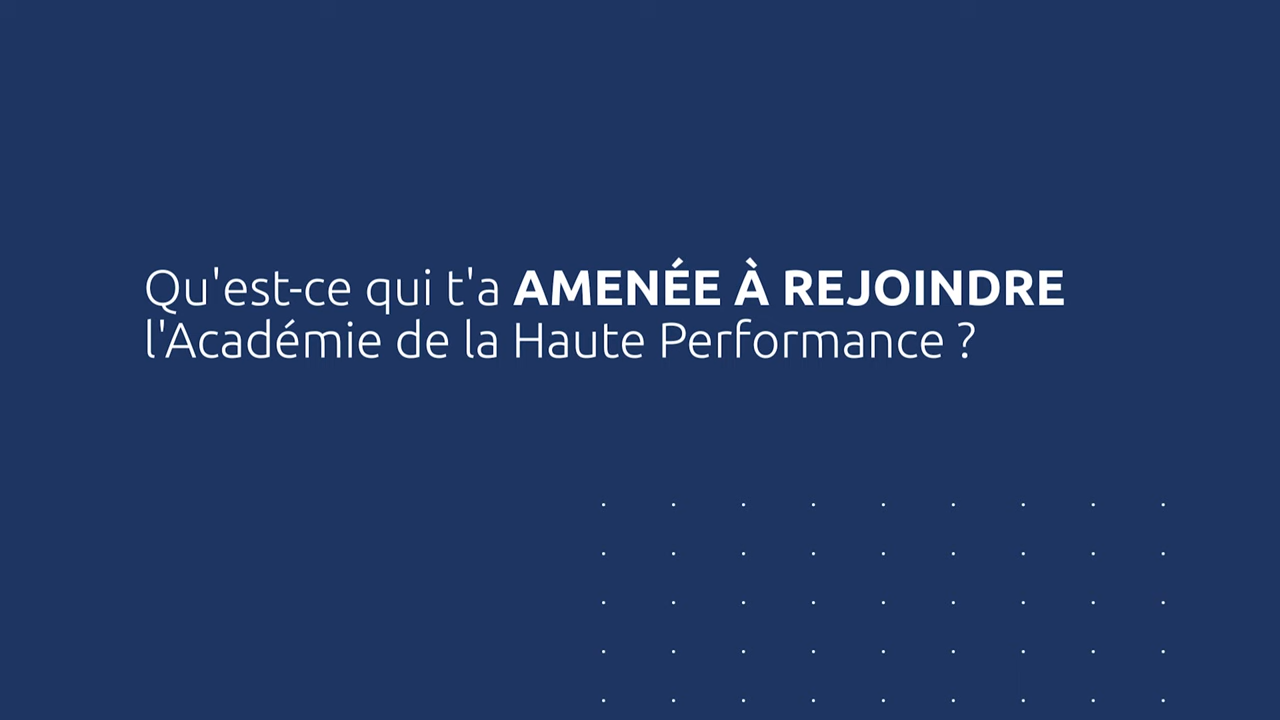 Qu'est-ce qui t'a AMENÉE À REJOINDRE
l'Académie de la Haute Performance ?